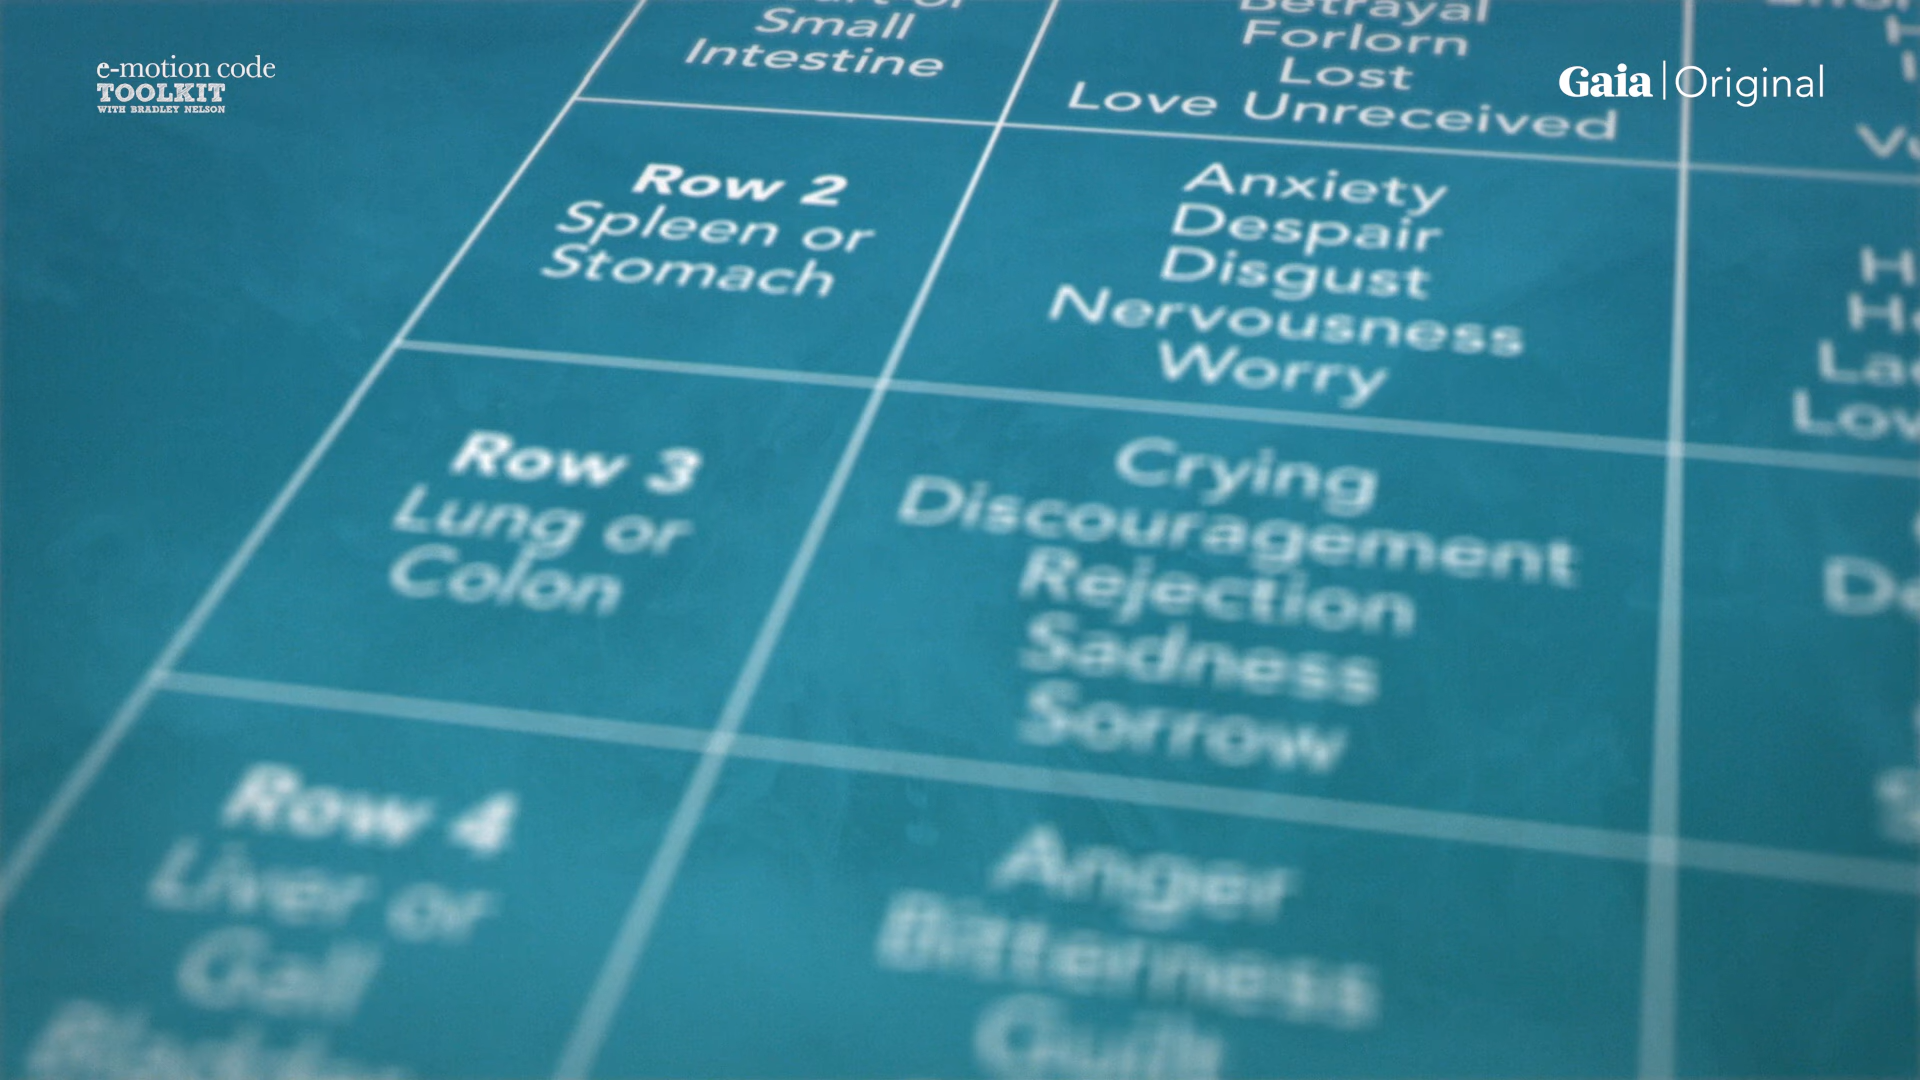 e-motion code
TOOLKIT
WITH BRADLEY NELSON
Gaia | Original
Small
Intestine
Betrayal
Forlorn
Lost
Love Unreceived
Row 2
Spleen or
Stomach
Anxiety
Despair
Disgust
Nervousness
Worry
Row 3
Lung or
Colon
Crying
Discouragement
Rejection
Sadness
Sorrow
Row 4
Liver or
Gall
Bladder
Anger
Bitterness
Guilt